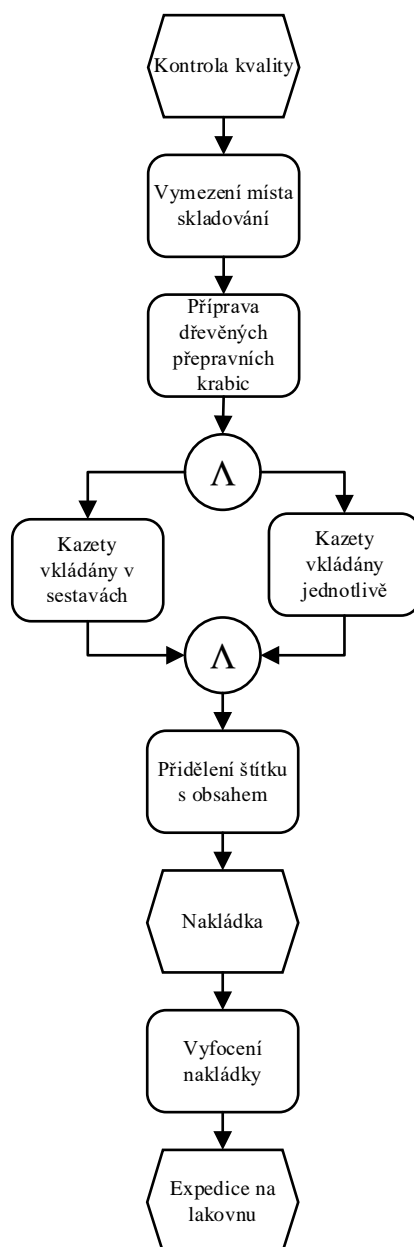 Kontrola kvality
Vymezení místa
skladování
Příprava
dřevěných
přepravních
krabic
Λ
Kazety
vkládány v
sestavách
Kazety
vkládány
jednotlivě
Λ
Přidělení štítku
s obsahem
Nakládka
Vyfocení
nakládky
Expedice na
lakovnu